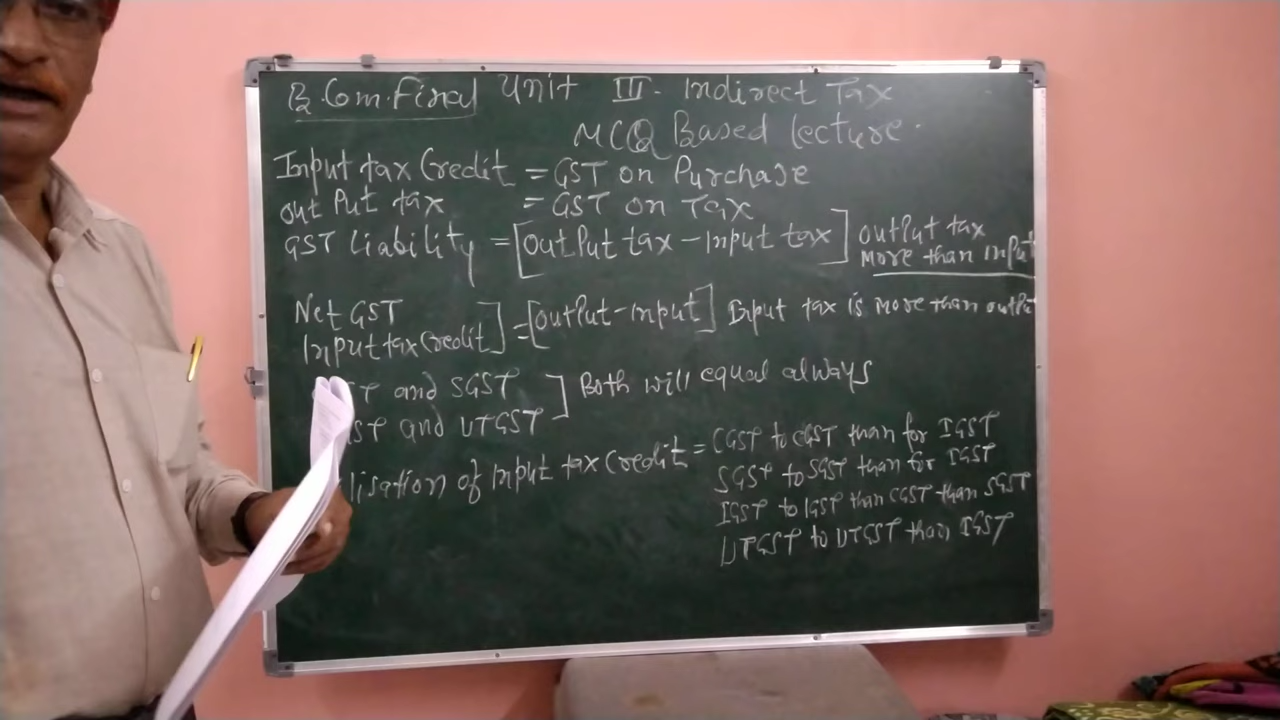 B.Com.Final Unit III. Indirect Tax
MCQ Based lecture.
Input tax Credit = GST on Purchase
out Put tax = GST on Tax
GST Liability = [output tax - Input tax] output tax
More than Input
Net GST
Input tax Credit] = [output - input] Input tax is more than
and SGST
and UTGST ] Both will equal always
of Input tax Credit = CGST to CGST than for IGST
SGST to SGST than for IGST
IGST to IGST than CGST than SGST
UTGST to UTGST than IGST